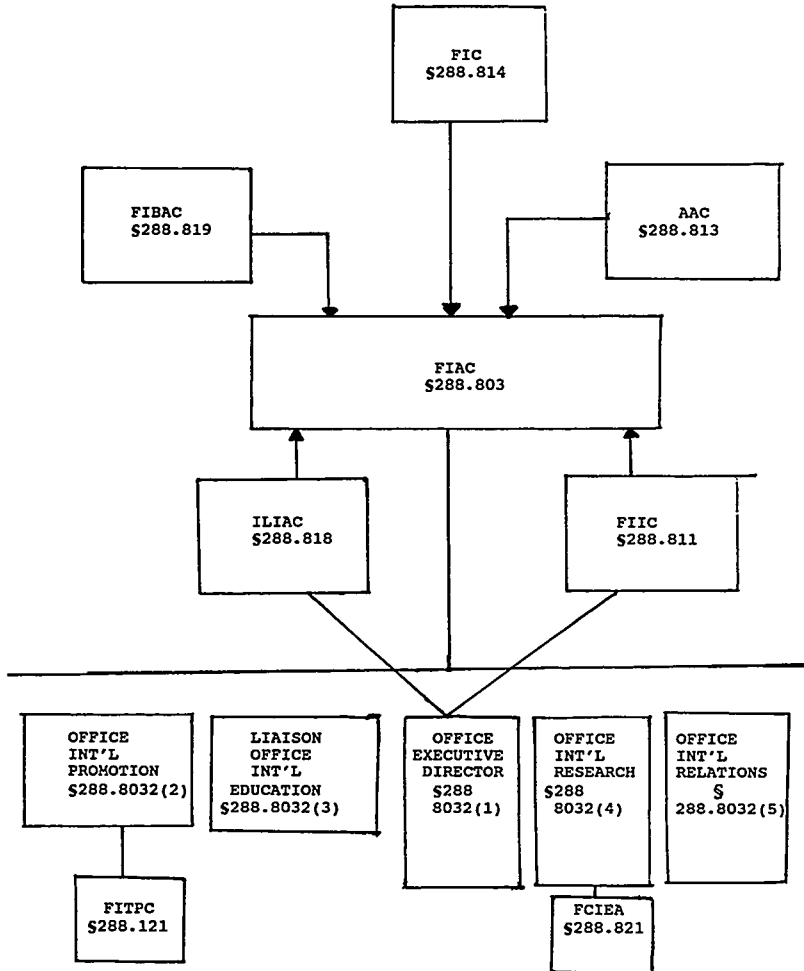 FIC
§288.814
FIBAC
§288.819
AAC
§288.813
FIAC
§288.803
ILIAC
§288.818
FIIC
§288.811
OFFICE
INT'L
PROMOTION
§288.8032(2)
LIAISON
OFFICE
INT'L
EDUCATION
§288.8032(3)
OFFICE
EXECUTIVE
DIRECTOR
§288
8032(1)
OFFICE
INT'L
RESEARCH
§288
8032(4)
OFFICE
INT'L
RELATIONS
§
288.8032(5)
FITPC
§288.121
FCIEA
§288.821